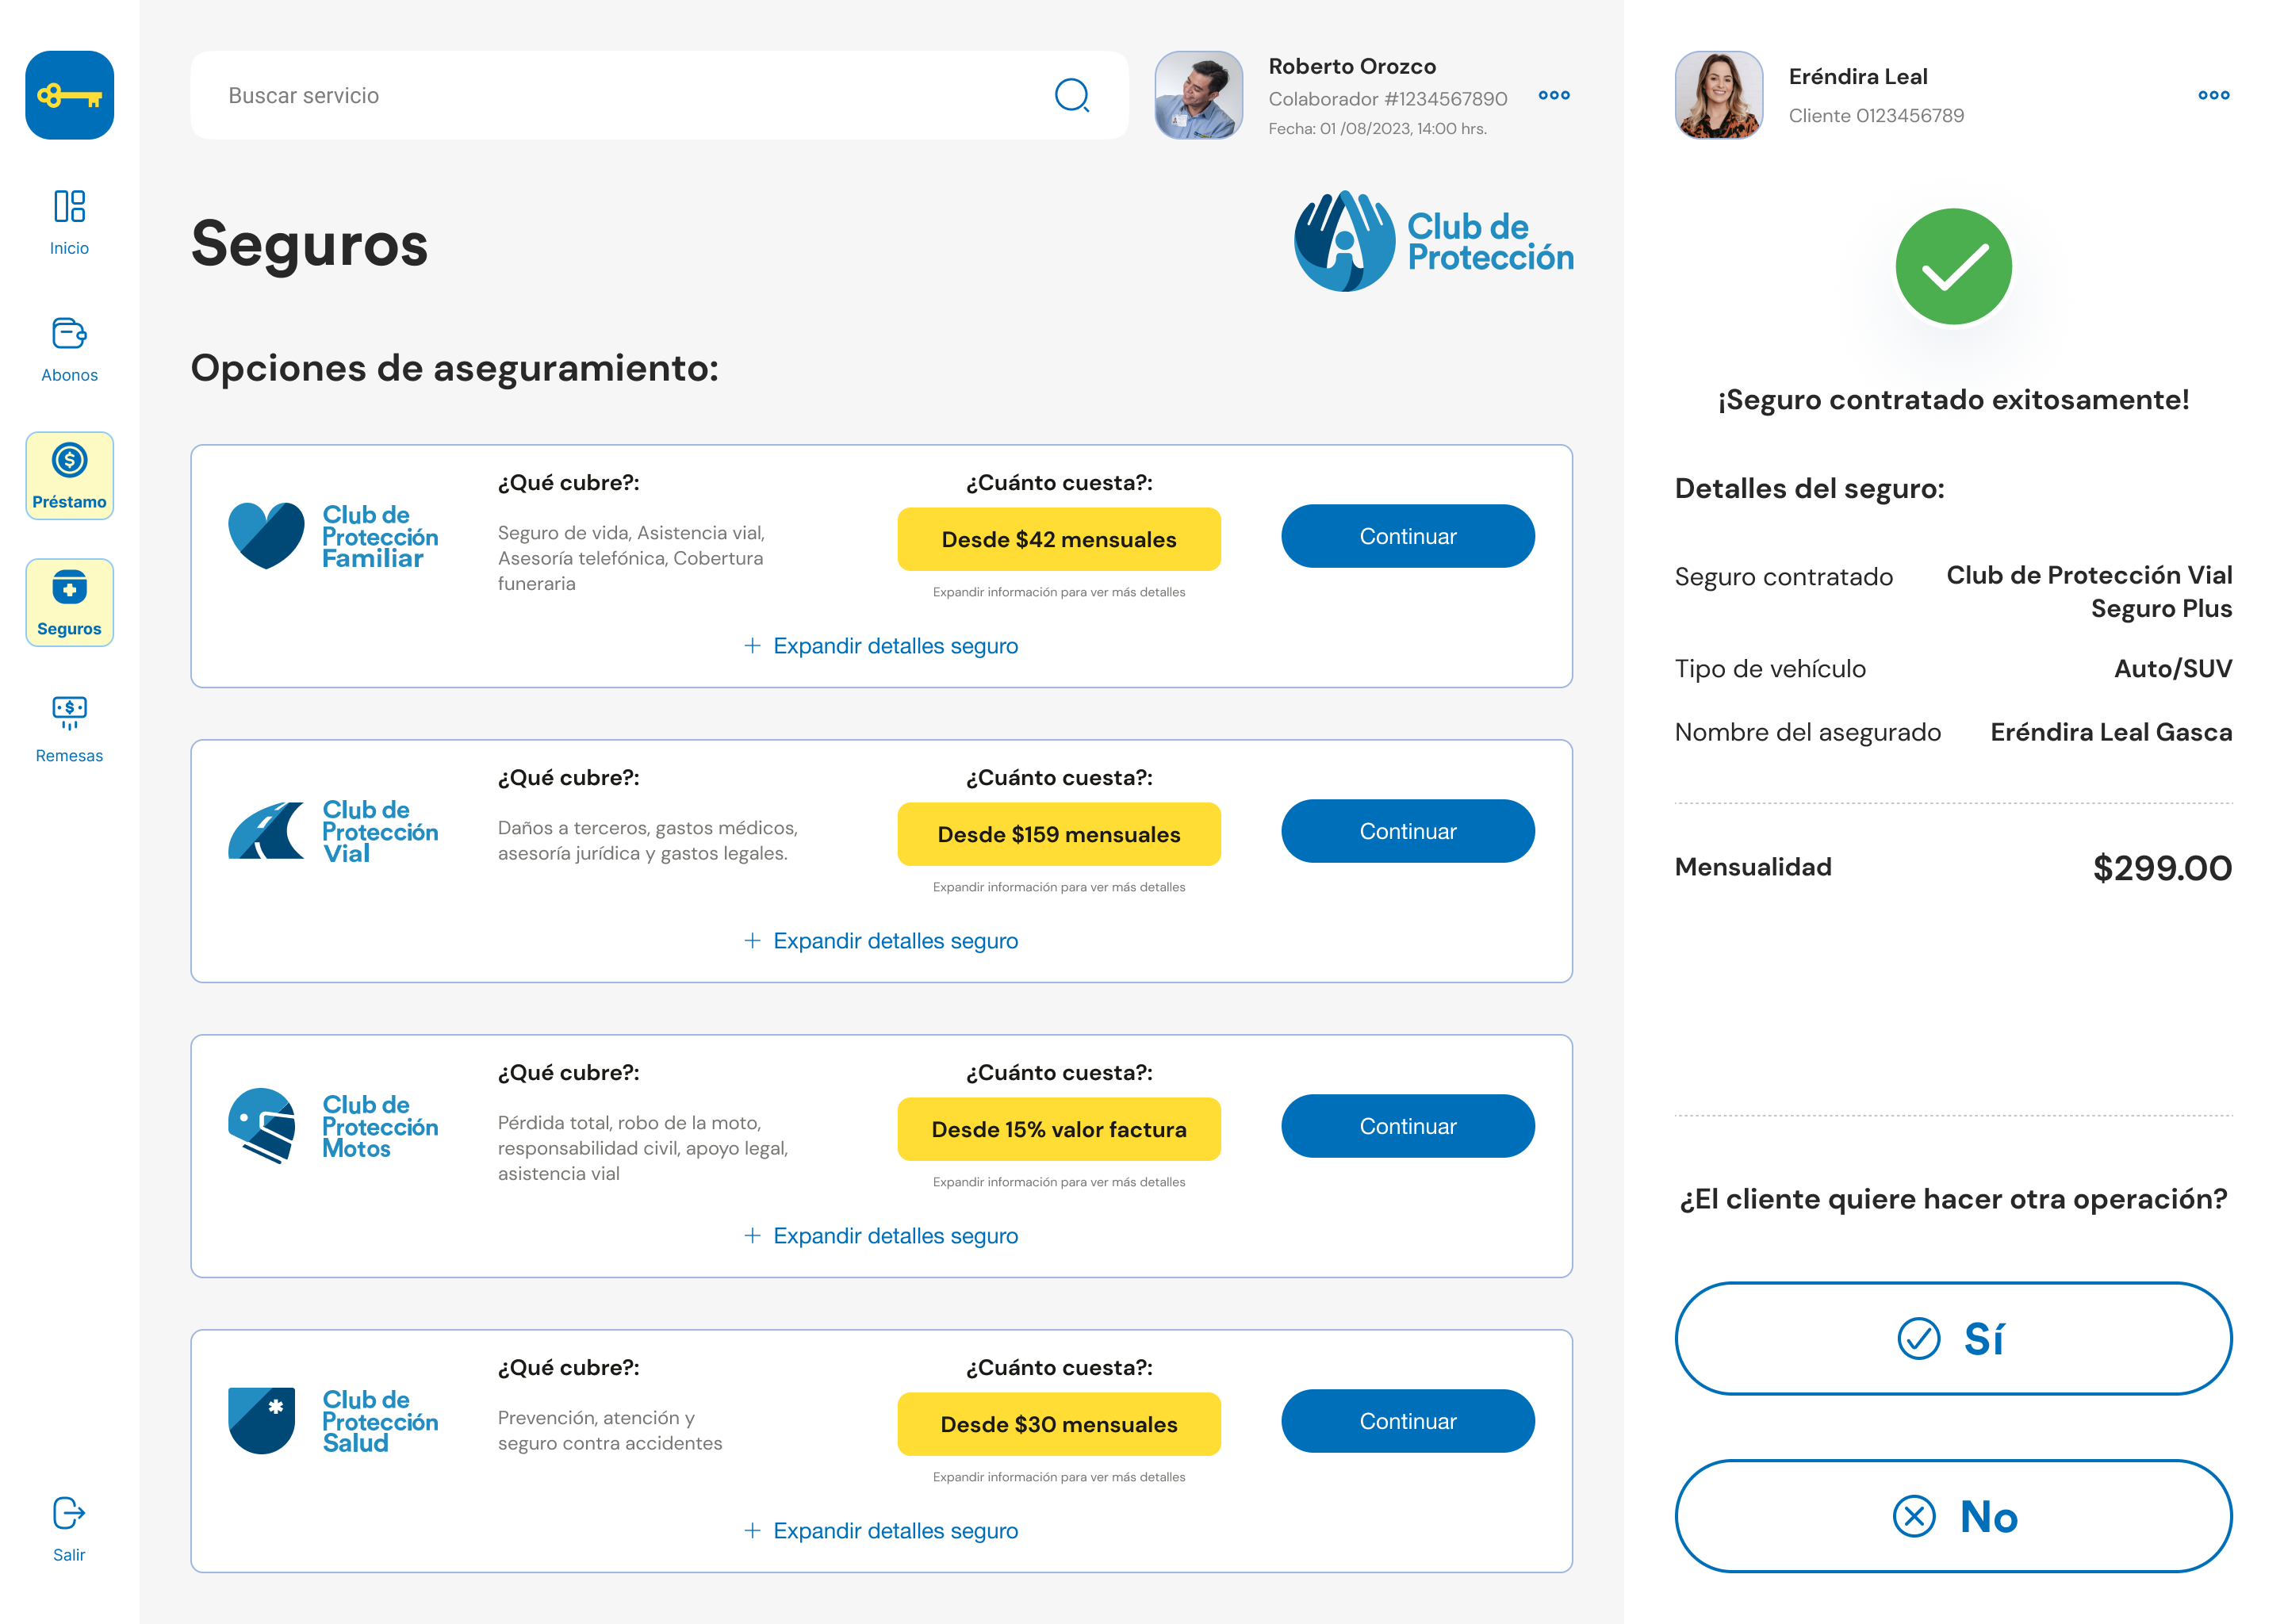 Inicio
Abonos
Préstamo
Seguros
Remesas
Salir
Buscar servicio
Roberto Orozco
Colaborador #1234567890
Fecha: 01 /08/2023, 14:00 hrs.
Seguros
Club de
Protección
Opciones de aseguramiento:
Club de
Protección
Familiar
¿Qué cubre?:
Seguro de vida, Asistencia vial,
Asesoría telefónica, Cobertura
funeraria
¿Cuánto cuesta?:
Desde $42 mensuales
Expandir información para ver más detalles
Continuar
+ Expandir detalles seguro
Club de
Protección
Vial
¿Qué cubre?:
Daños a terceros, gastos médicos,
asesoría jurídica y gastos legales.
¿Cuánto cuesta?:
Desde $159 mensuales
Expandir información para ver más detalles
Continuar
+ Expandir detalles seguro
Club de
Protección
Motos
¿Qué cubre?:
Pérdida total, robo de la moto,
responsabilidad civil, apoyo legal,
asistencia vial
¿Cuánto cuesta?:
Desde 15% valor factura
Expandir información para ver más detalles
Continuar
+ Expandir detalles seguro
Club de
Protección
Salud
¿Qué cubre?:
Prevención, atención y
seguro contra accidentes
¿Cuánto cuesta?:
Desde $30 mensuales
Expandir información para ver más detalles
Continuar
+ Expandir detalles seguro
Eréndira Leal
Cliente 0123456789
¡Seguro contratado exitosamente!
Detalles del seguro:
Seguro contratado Club de Protección Vial
Seguro Plus
Tipo de vehículo Auto/SUV
Nombre del asegurado Eréndira Leal Gasca
Mensualidad $299.00
¿El cliente quiere hacer otra operación?
Sí
No